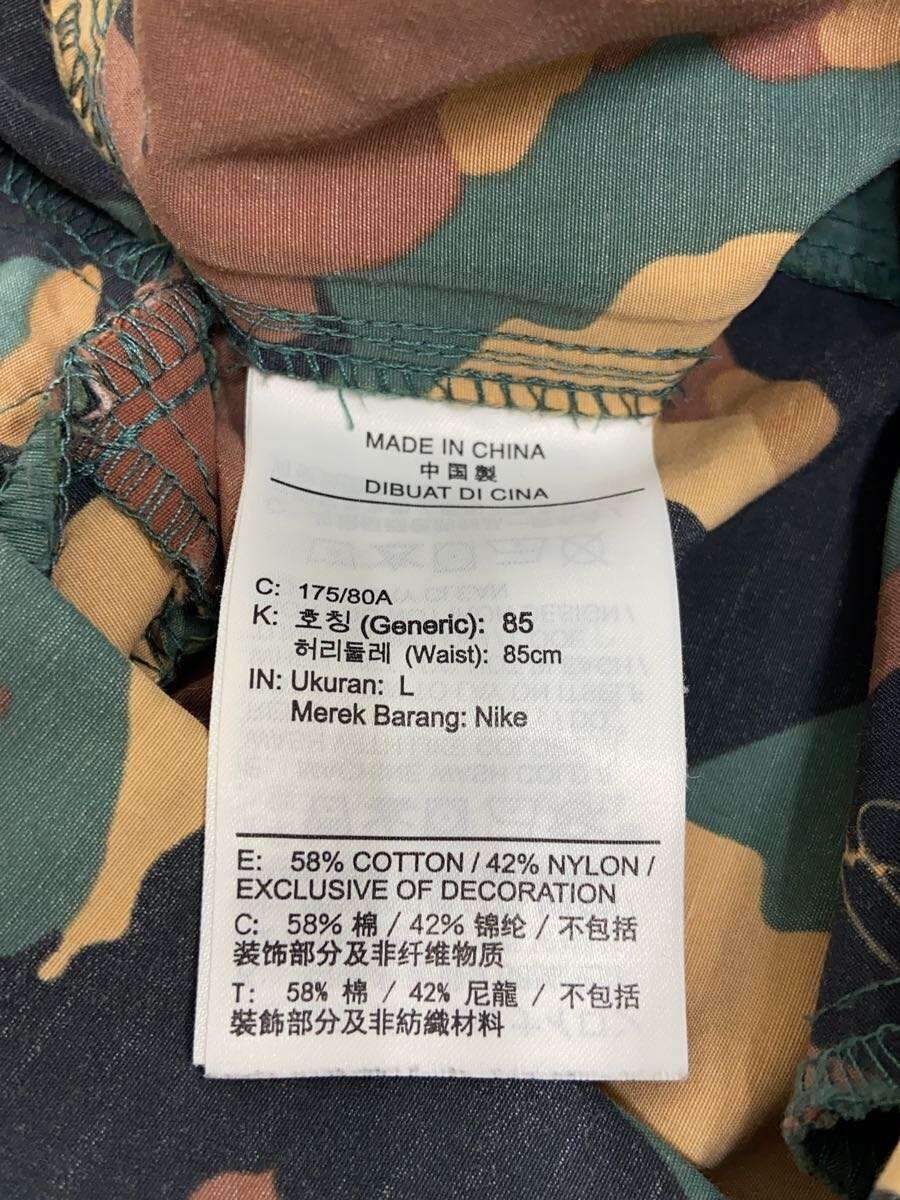 MADE IN CHINA
中国製
DIBUAT DI CINA
C: 175/80A
K: 호칭 (Generic): 85
허리둘레 (Waist): 85cm
IN: Ukuran: L
Merek Barang: Nike
E: 58% COTTON / 42% NYLON /
EXCLUSIVE OF DECORATION
C: 58% 棉 / 42% 锦纶 / 不包括
装饰部分及非纤维物质
T: 58% 棉 / 42% 尼龍 / 不包括
裝飾部分及非紡織材料